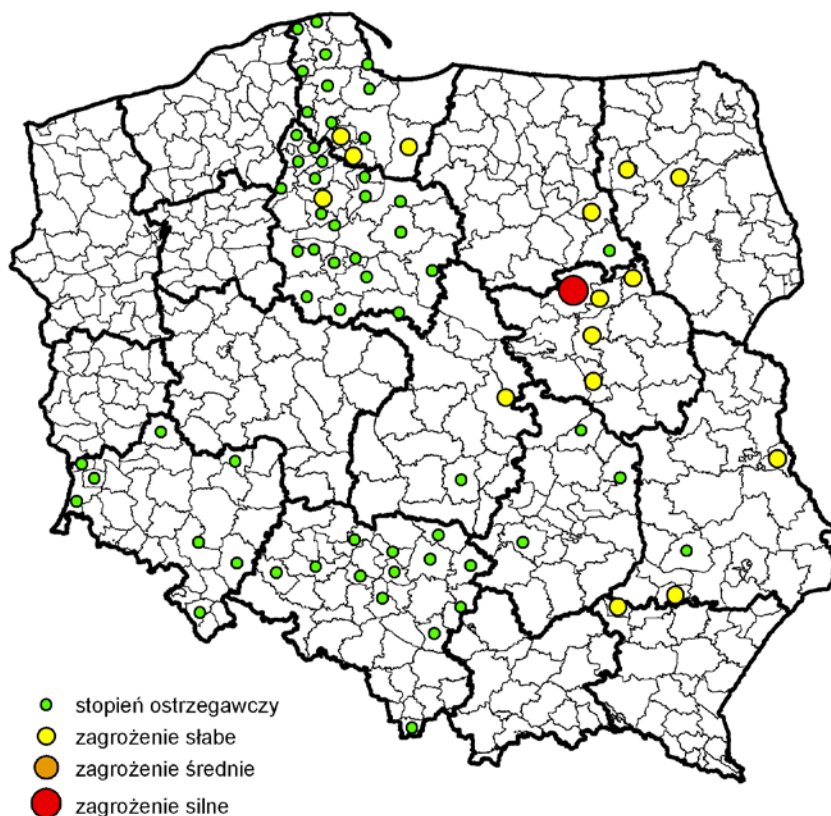 stopień ostrzegawczy
zagrożenie słabe
zagrożenie średnie
zagrożenie silne